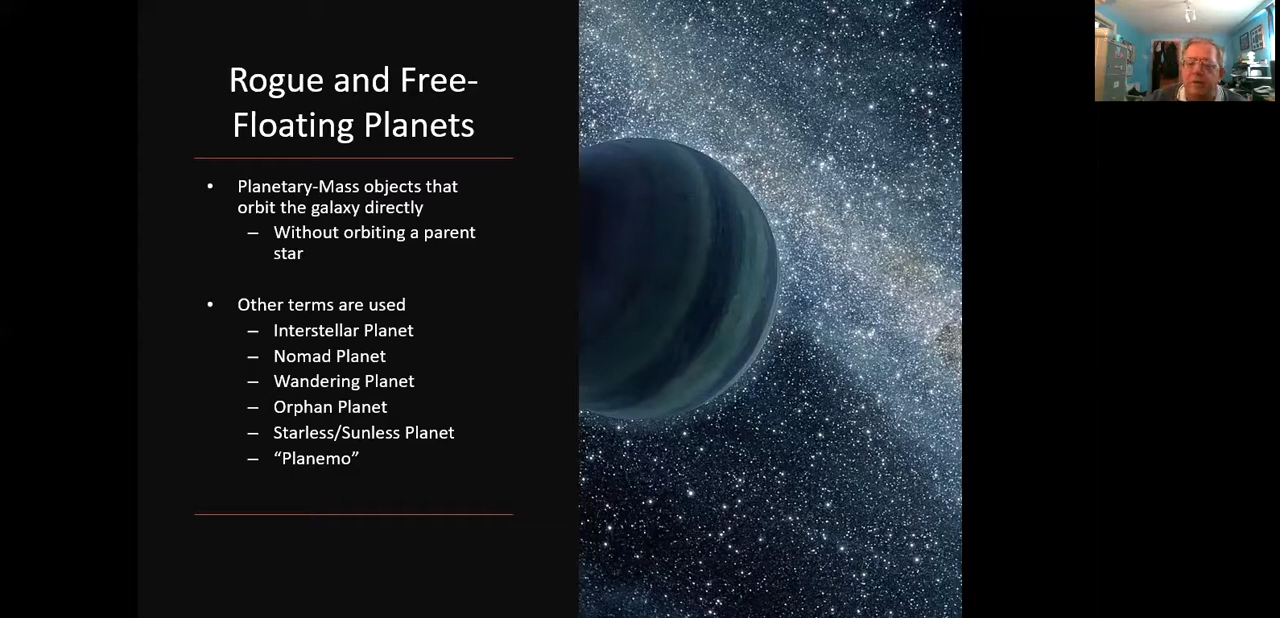 Rogue and Free-
Floating Planets
• Planetary-Mass objects that
orbit the galaxy directly
– Without orbiting a parent
star
• Other terms are used
– Interstellar Planet
– Nomad Planet
– Wandering Planet
– Orphan Planet
– Starless/Sunless Planet
– “Planemo”